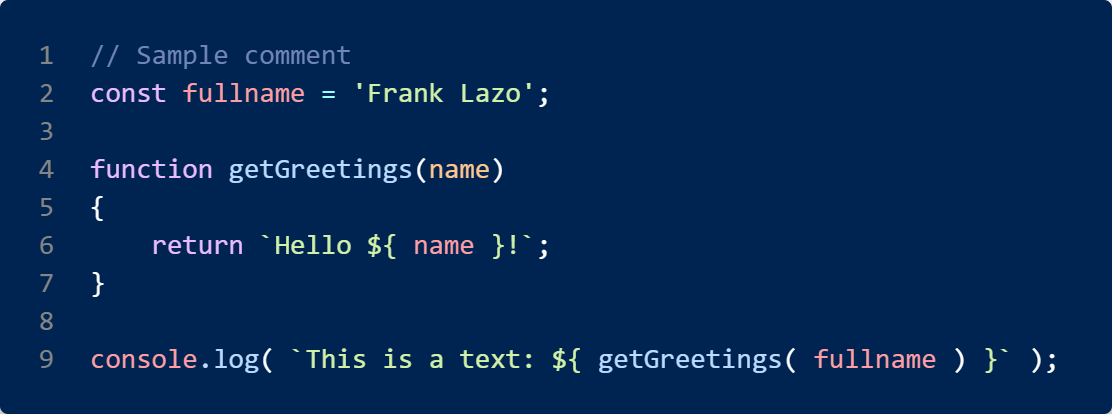 1 // Sample comment
2 const fullname = 'Frank Lazo';
3
4 function getGreetings(name)
5 {
6     return `Hello ${ name }!`;
7 }
8
9 console.log( `This is a text: ${ getGreetings( fullname ) }` );